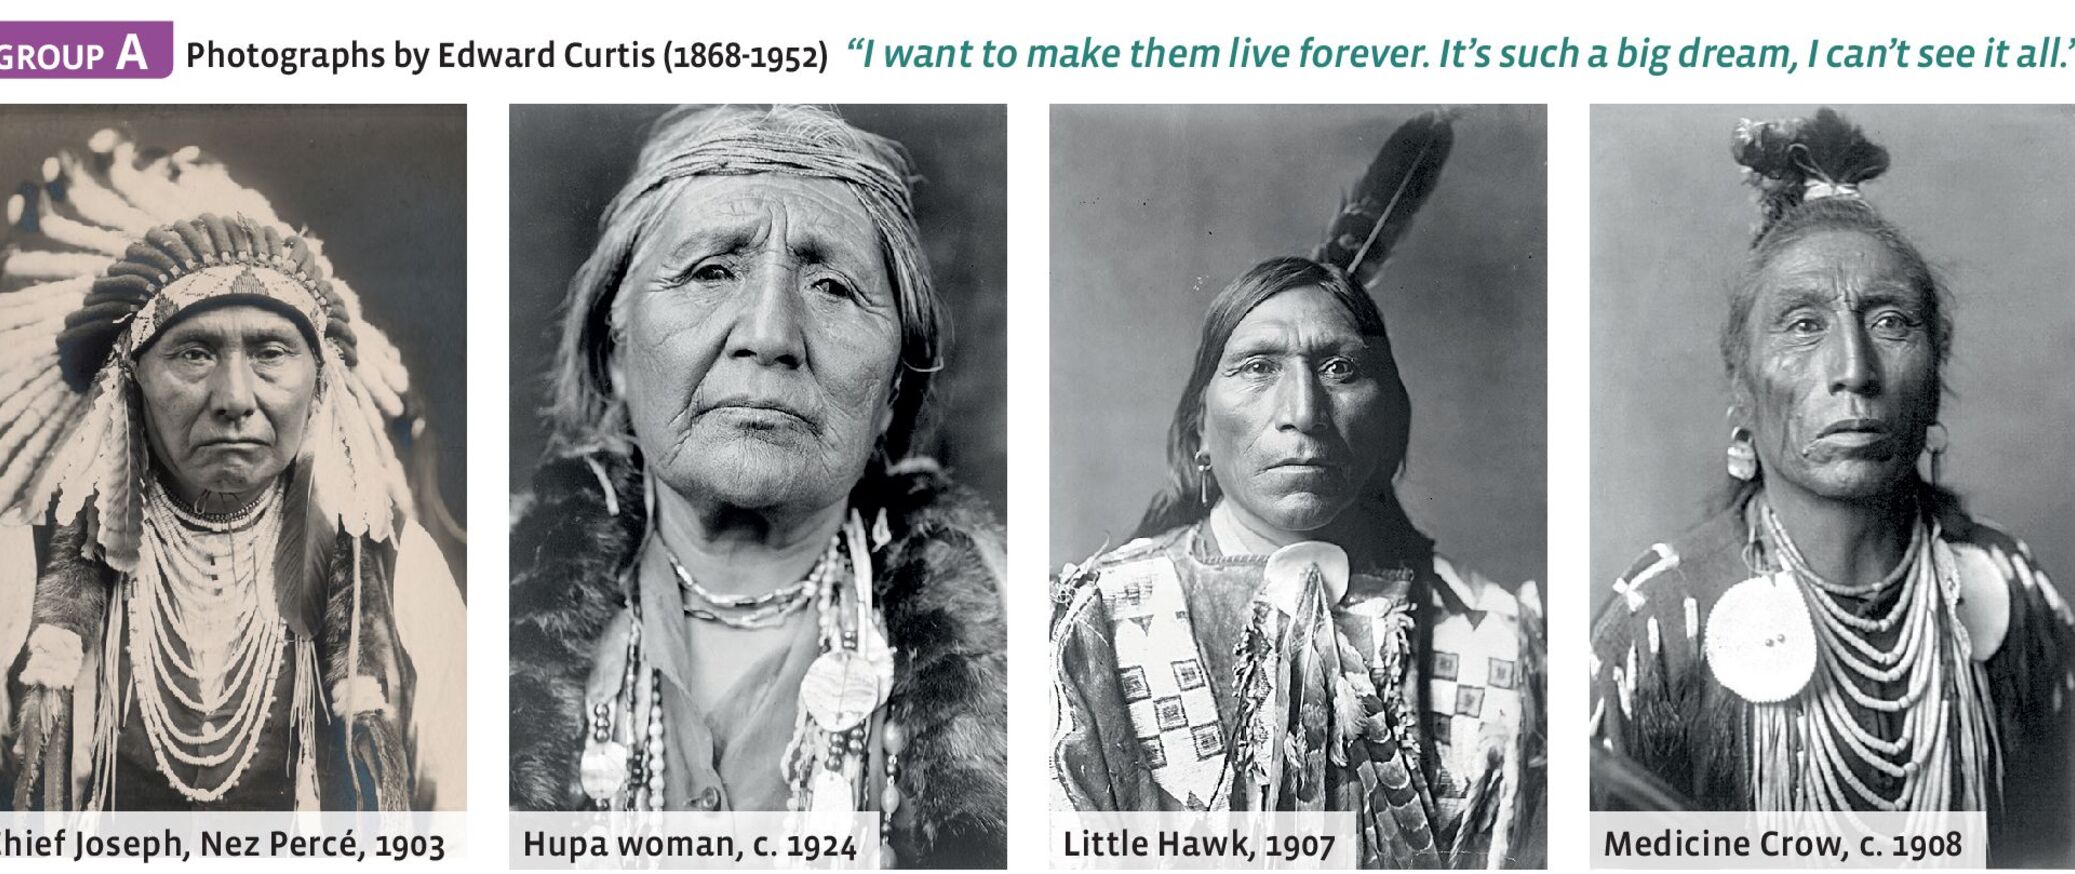 GROUP A Photographs by Edward Curtis (1868-1952) “I want to make them live forever. It’s such a big dream, I can’t see it all.”
Chief Joseph, Nez Percé, 1903
Hupa woman, c. 1924
Little Hawk, 1907
Medicine Crow, c. 1908